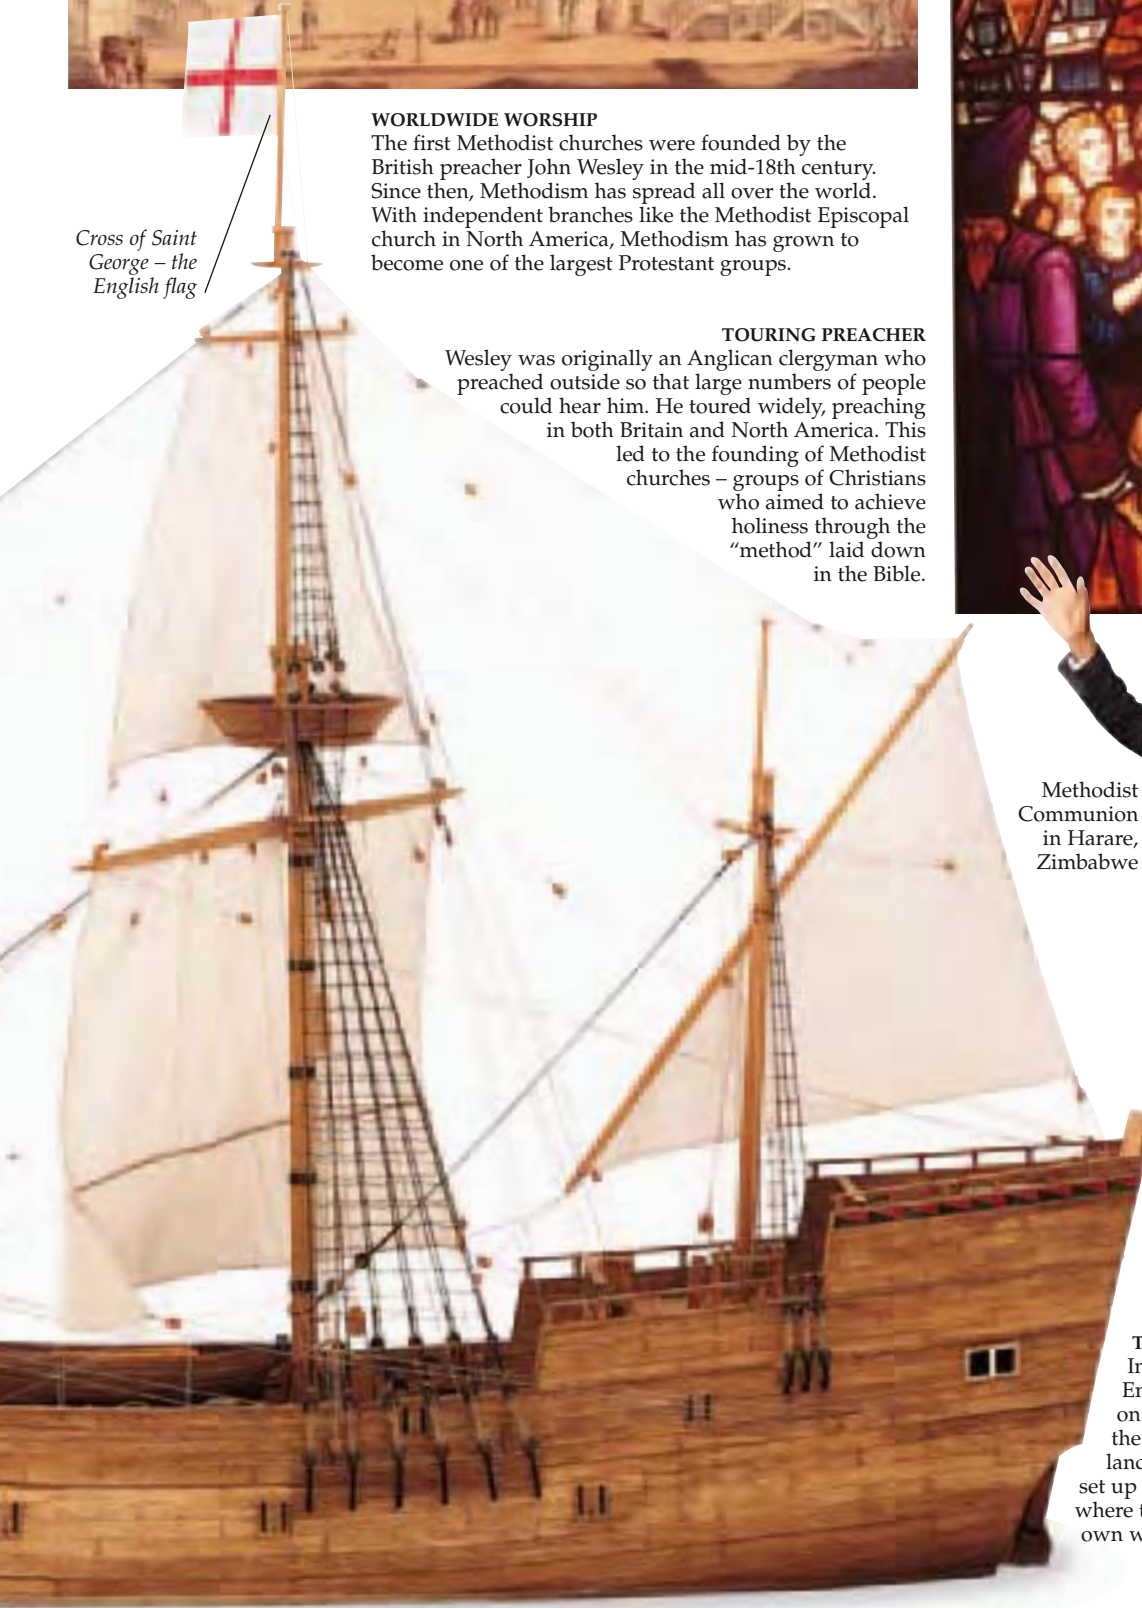 WORLDWIDE WORSHIP
The first Methodist churches were founded by the
British preacher John Wesley in the mid-18th century.
Since then, Methodism has spread all over the world.
With independent branches like the Methodist Episcopal
church in North America, Methodism has grown to
become one of the largest Protestant groups.
Cross of Saint
George – the
English flag
TOURING PREACHER
Wesley was originally an Anglican clergyman who
preached outside so that large numbers of people
could hear him. He toured widely, preaching
in both Britain and North America. This
led to the founding of Methodist
churches – groups of Christians
who aimed to achieve
holiness through the
“method” laid down
in the Bible.
Methodist
Communion
in Harare,
Zimbabwe
on
the
set up
where
own